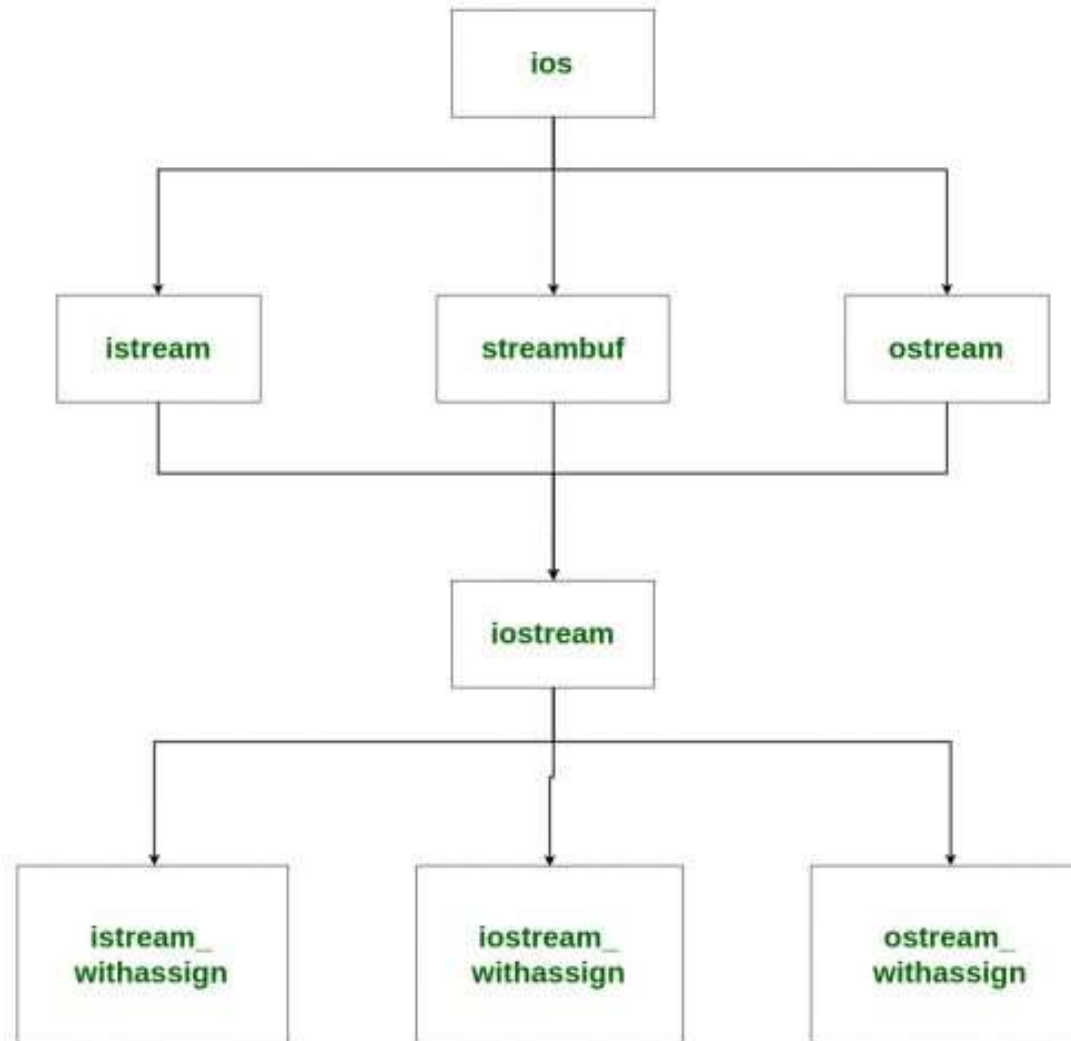 ios
istream
streambuf
ostream
iostream
istream_
withassign
iostream_
withassign
ostream_
withassign